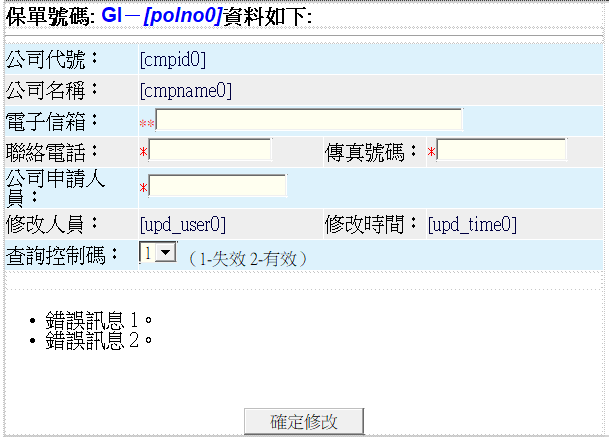 保單號碼: GI－[polno0]資料如下:
公司代號： [cmpid0]
公司名稱： [cmpname0]
電子信箱： **
聯絡電話： * 傳真號碼： *
公司申請人
員： *
修改人員： [upd_user0] 修改時間： [upd_time0]
查詢控制碼： 1 （1-失效 2-有效）
• 錯誤訊息 1。
• 錯誤訊息 2。
確定修改